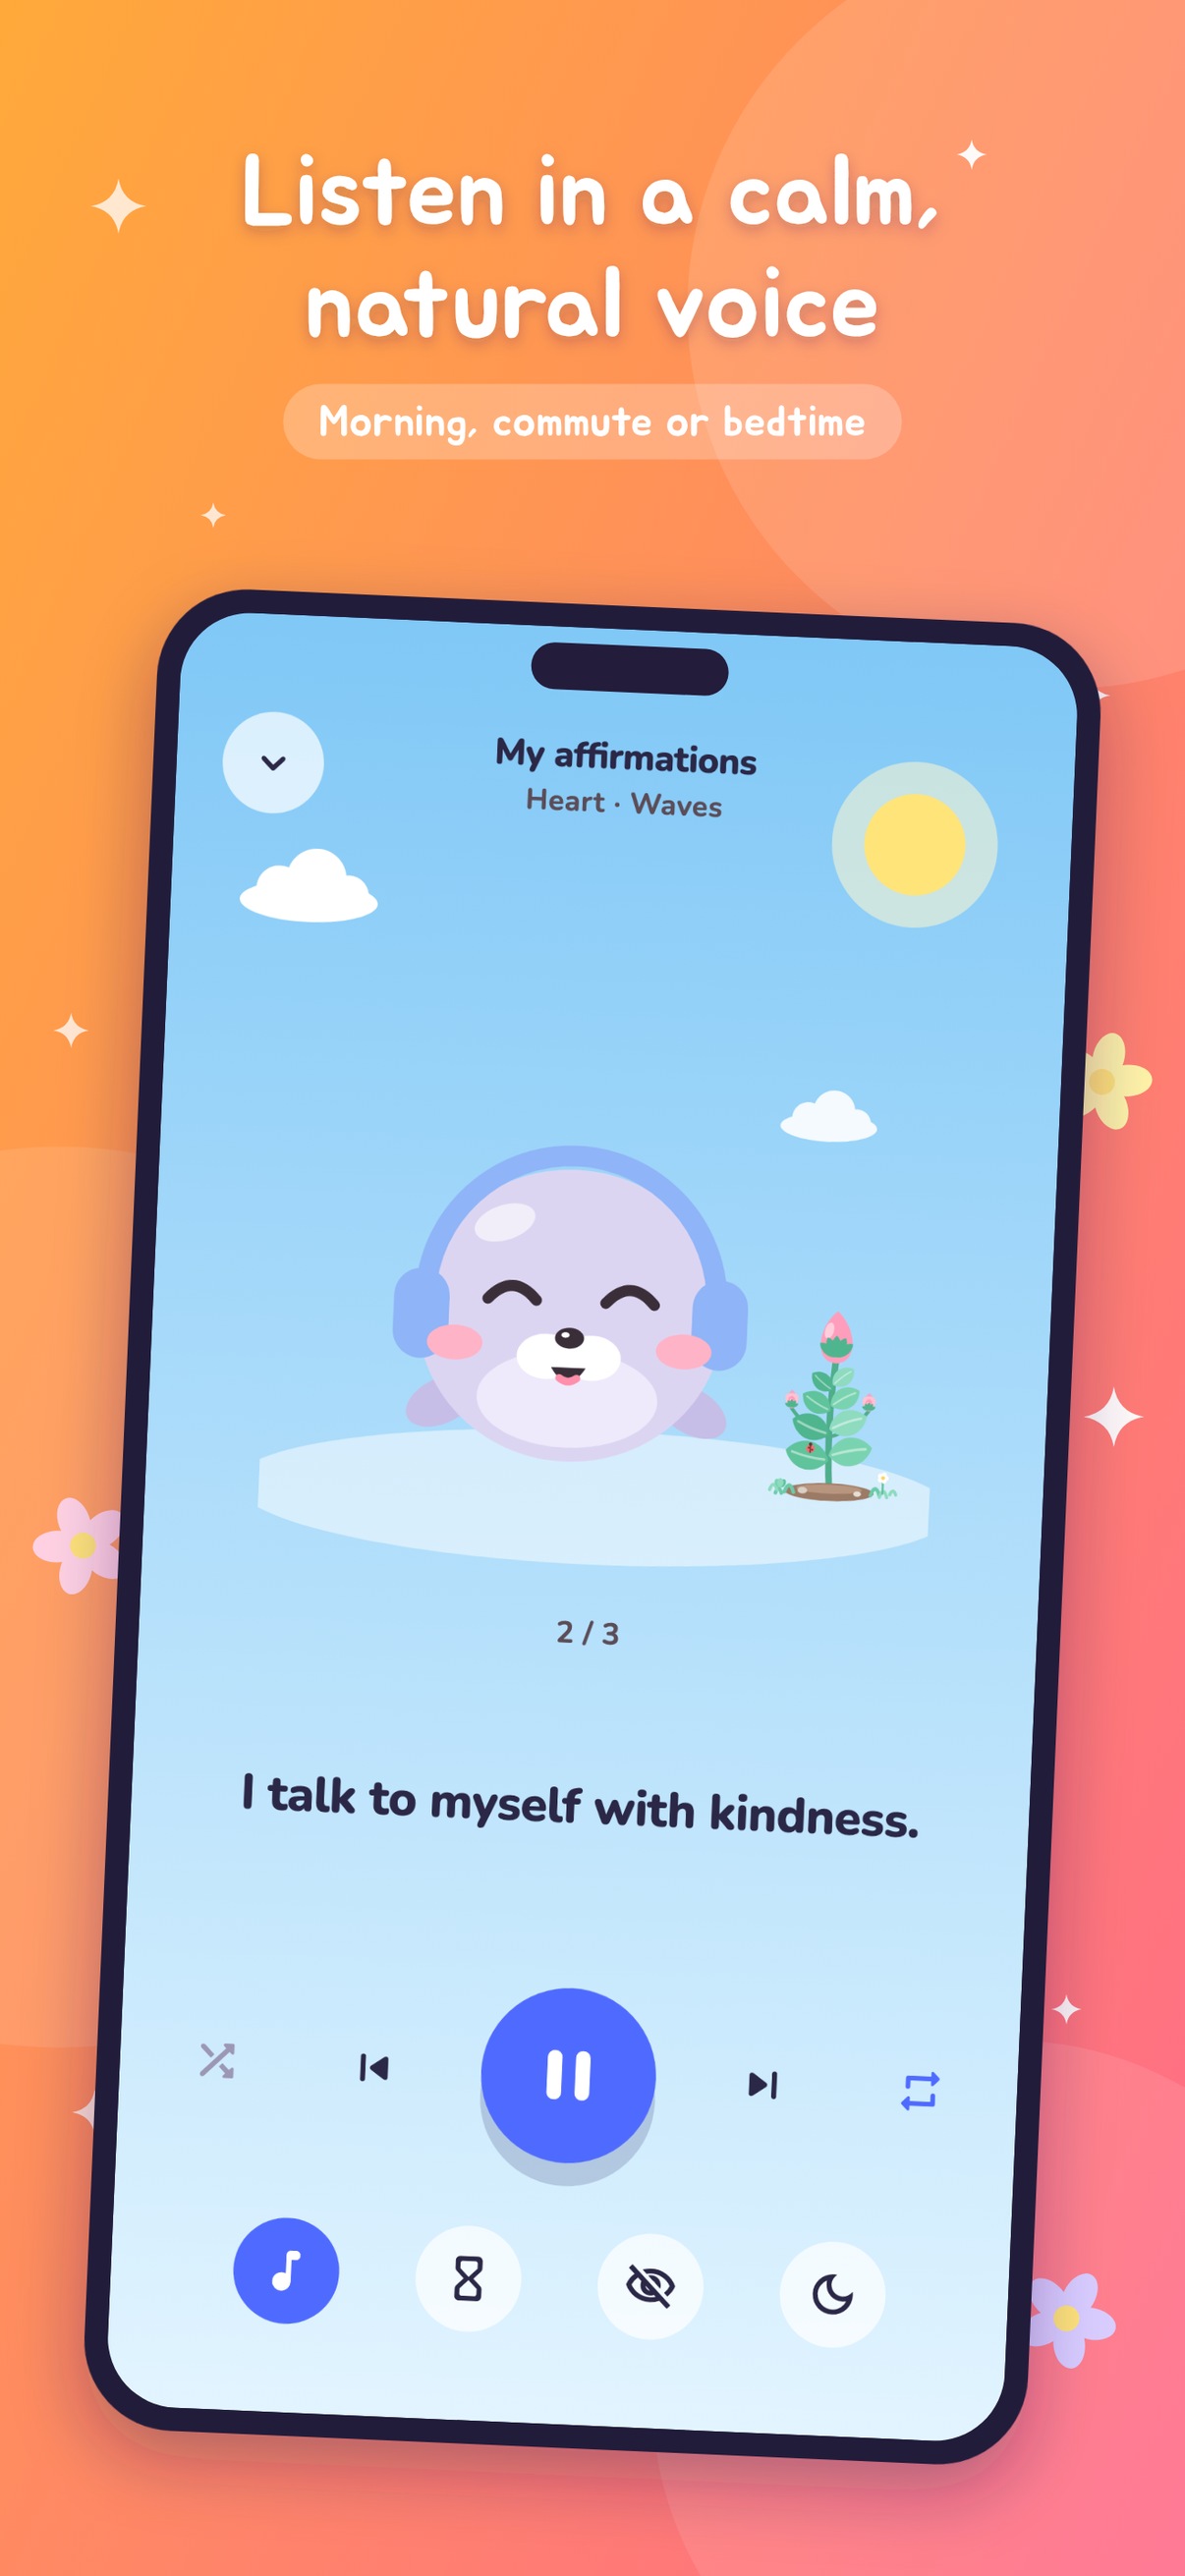 Listen in a calm,
natural voice
Morning, commute or bedtime
My affirmations
Heart · Waves
2 / 3
I talk to myself with kindness.